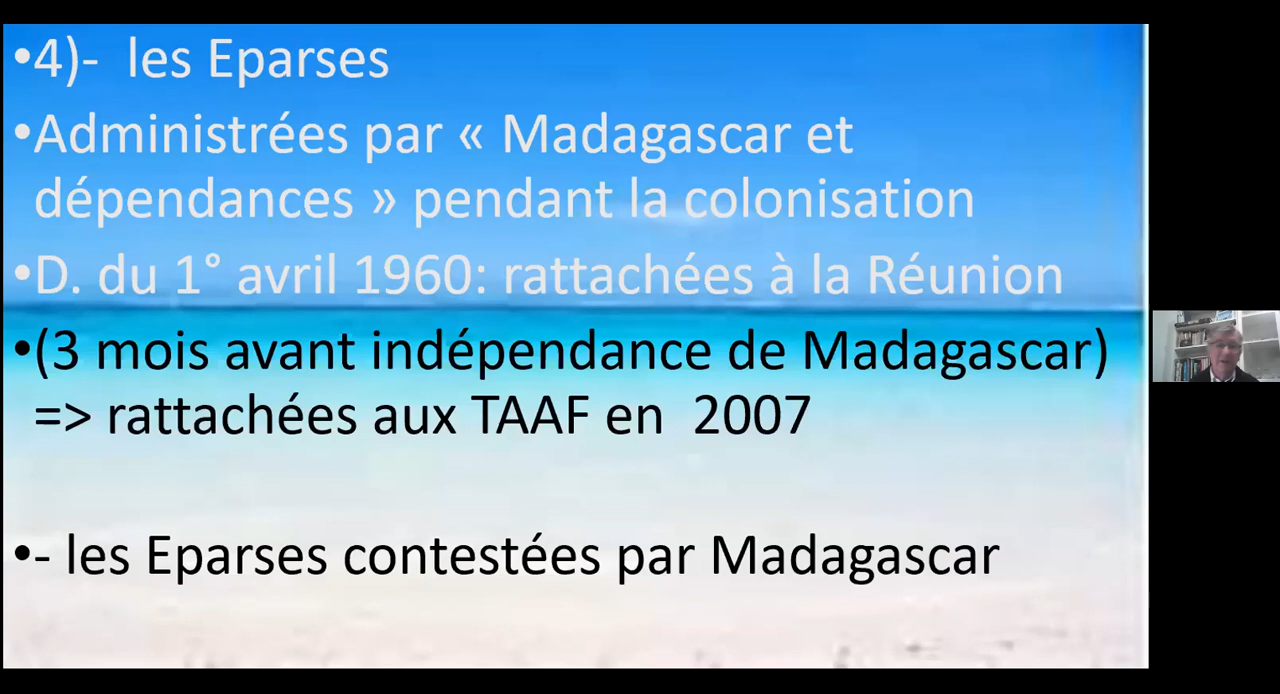 •4)-  les Eparses
•Administrées par « Madagascar et
dépendances » pendant la colonisation
•D. du 1° avril 1960: rattachées à la Réunion
•(3 mois avant indépendance de Madagascar)
=> rattachées aux TAAF en  2007
•- les Eparses contestées par Madagascar